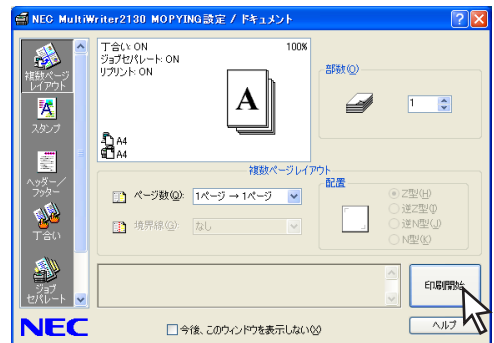 NEC MultiWriter2130 MOPYING設定 / ドキュメント
複数ページ
レイアウト
スタンプ
ヘッダー／
フッター
丁合い
ジョブ
セパレート
丁合い: ON
ジョブセパレート: ON
リプリント: ON
100%
A
A4
A4
部数(O)
1
複数ページレイアウト
ページ数(Q):
1ページ → 1ページ
境界線(G):
なし
配置
Z型(H)
逆Z型(I)
逆N型(J)
N型(K)
印刷開始
NEC
今後、このウィンドウを表示しない(X)
ヘルプ